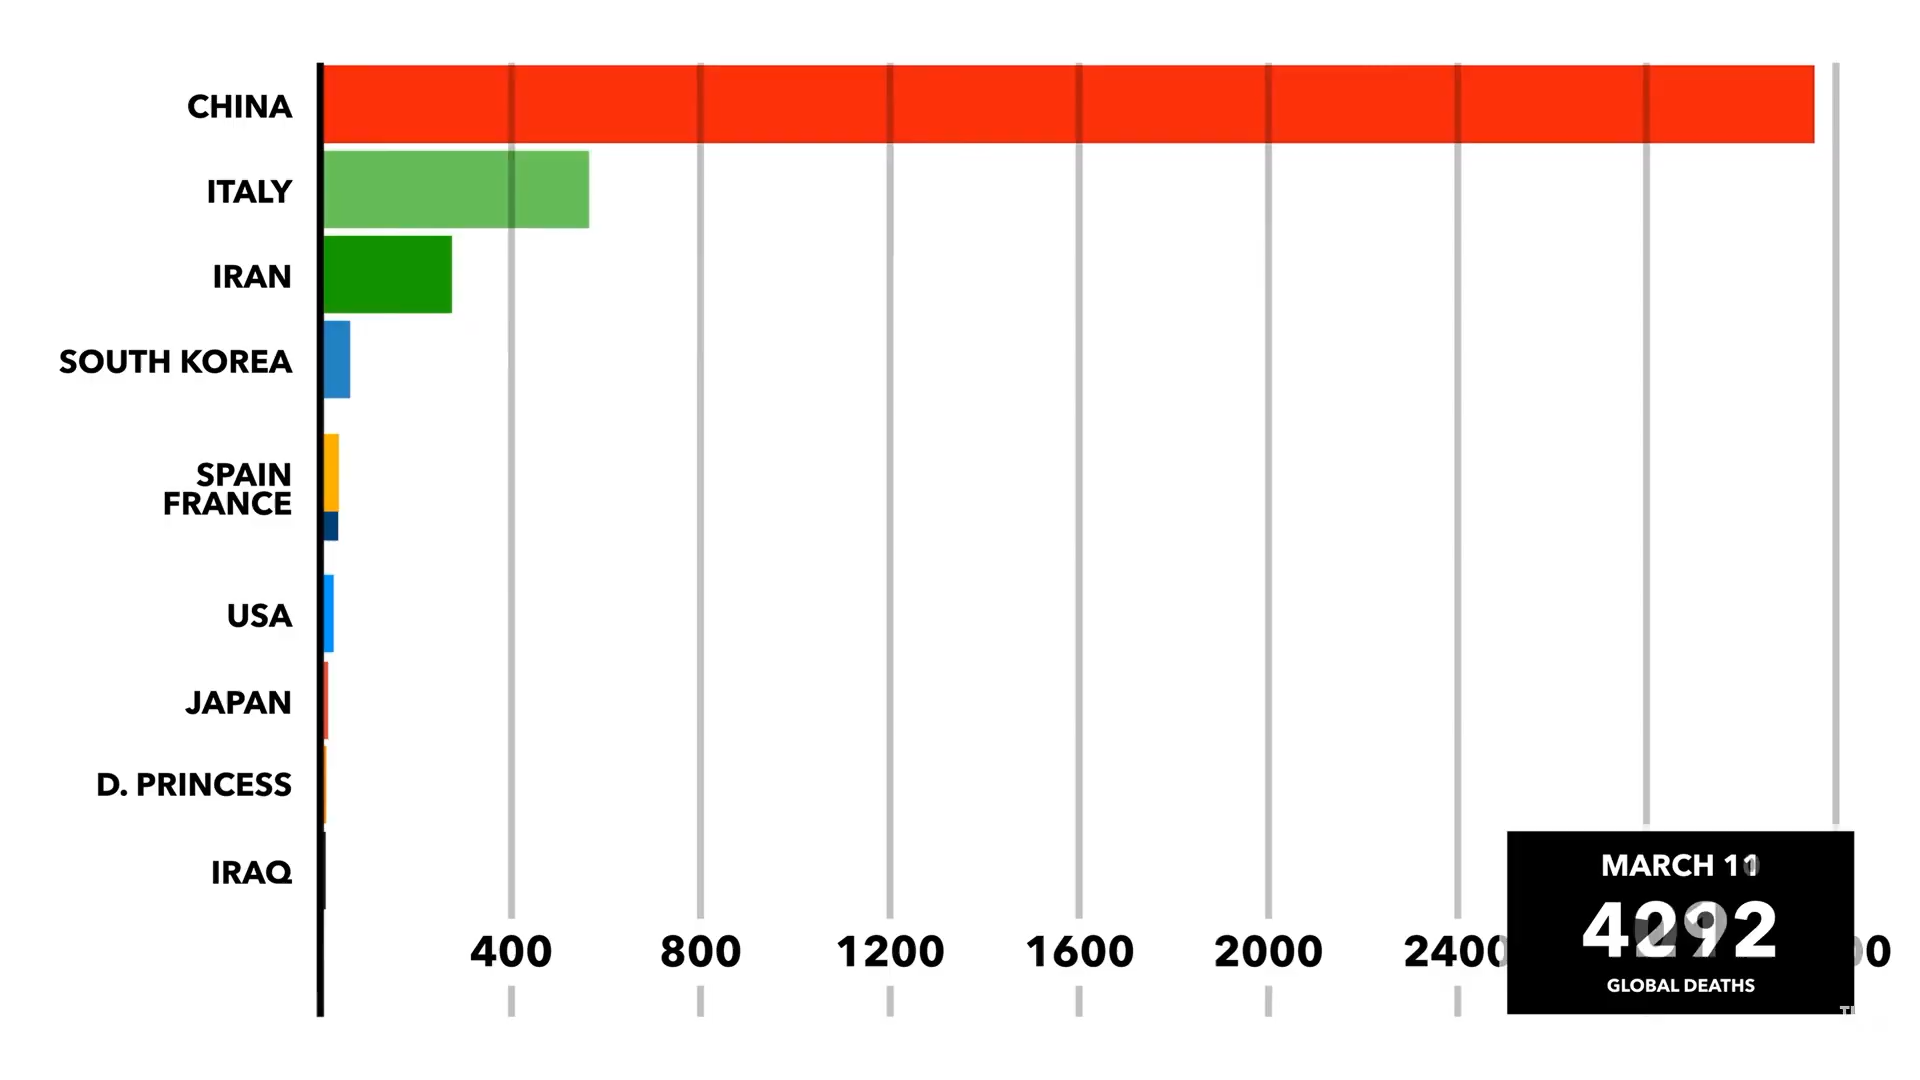 CHINA
ITALY
IRAN
SOUTH KOREA
SPAIN
FRANCE
USA
JAPAN
D. PRINCESS
IRAQ
400 800 1200 1600 2000 2400
MARCH 11
4292
GLOBAL DEATHS